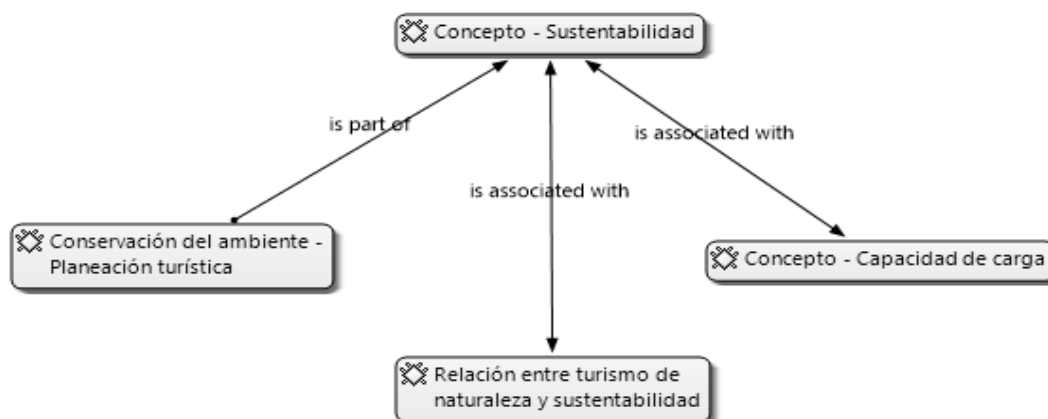 Concepto - Sustentabilidad
is part of
is associated with
is associated with
Conservación del ambiente -
Planeación turística
Concepto - Capacidad de carga
Relación entre turismo de
naturaleza y sustentabilidad